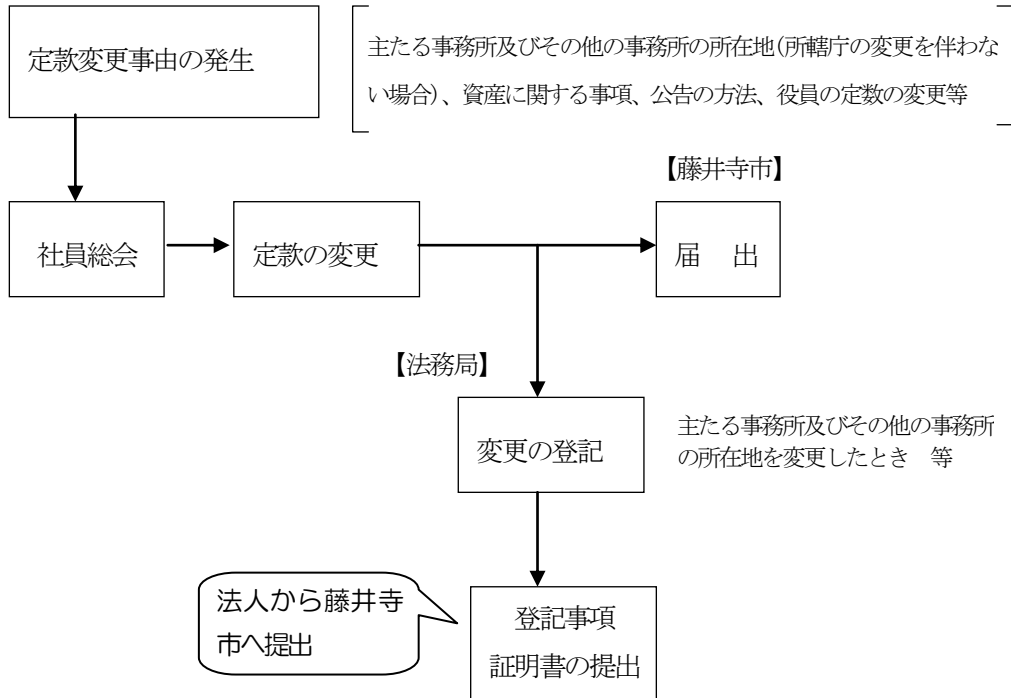 定款変更事由の発生
主たる事務所及びその他の事務所の所在地(所轄庁の変更を伴わな
い場合)、資産に関する事項、公告の方法、役員の定数の変更等
【藤井寺市】
社員総会
定款の変更
届　出
【法務局】
変更の登記
主たる事務所及びその他の事務所
の所在地を変更したとき　等
法人から藤井寺
市へ提出
登記事項
証明書の提出